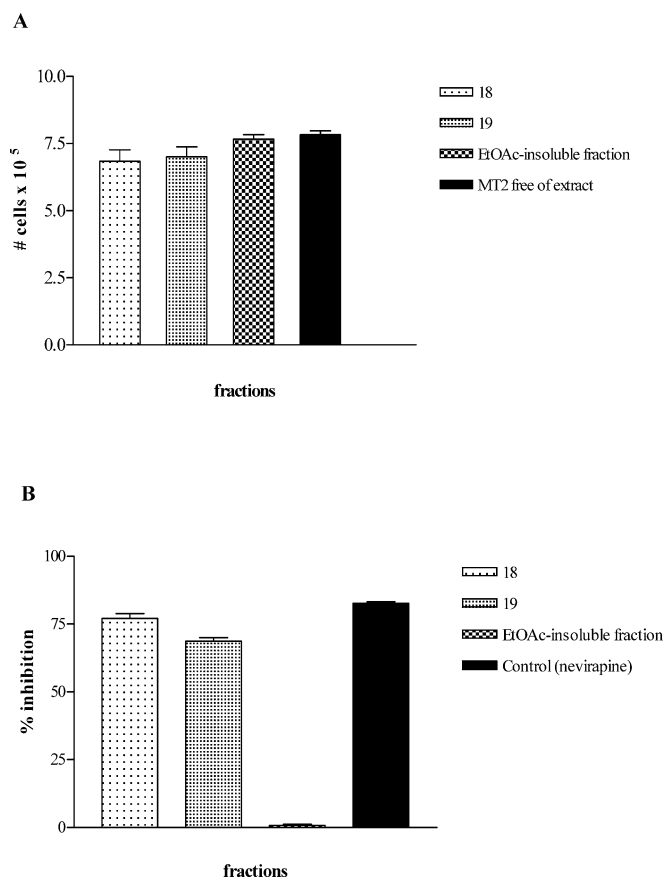 A
10.0
7.5
5.0
2.5
0.0
# cells x 10 5
fractions
18
19
EtOAc-insoluble fraction
MT2 free of extract
B
100
75
50
25
0
% inhibition
fractions
18
19
EtOAc-insoluble fraction
Control (nevirapine)